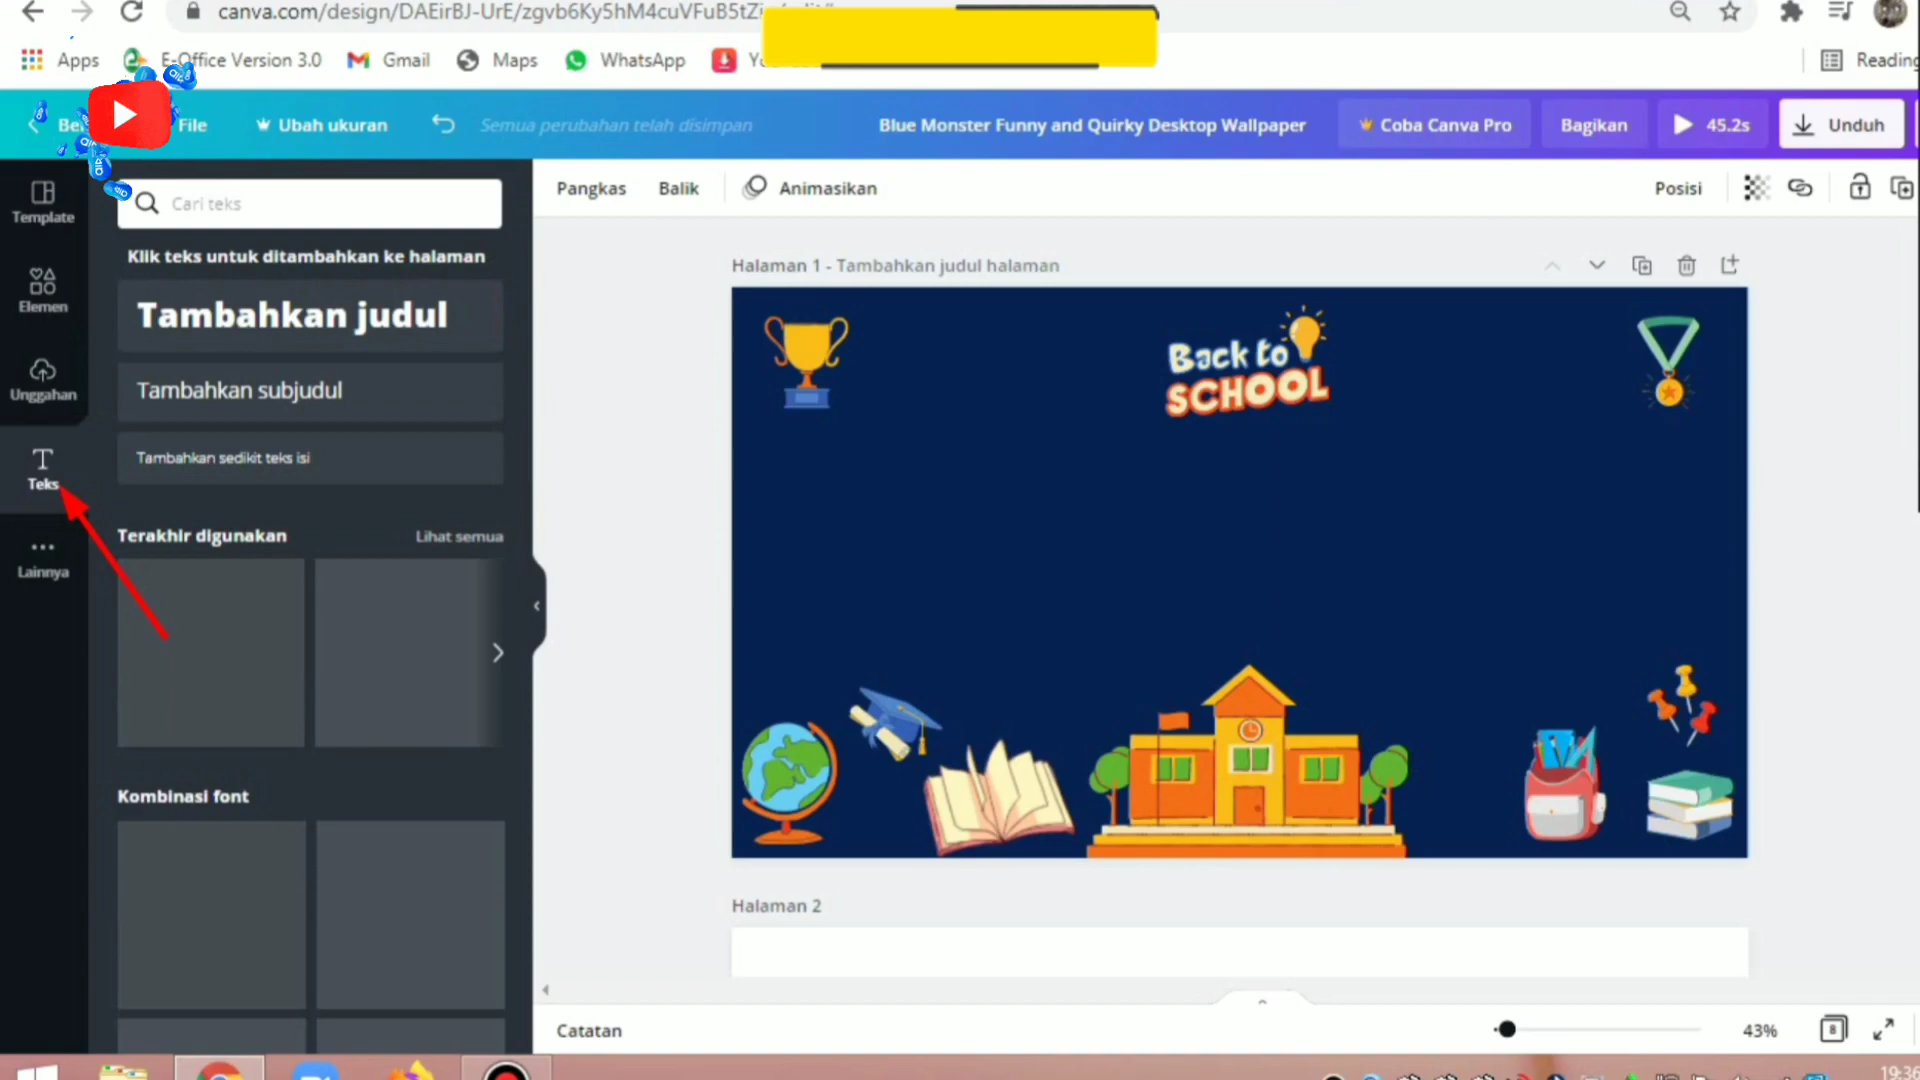 canva.com/design/DAEirBJ-UrE/zgvb6Ky5hM4cuVFuB5tZ
Apps
E-Office Version 3.0
Gmail
Maps
WhatsApp
Reading
File
Ubah ukuran
Semua perubahan telah disimpan
Blue Monster Funny and Quirky Desktop Wallpaper
Coba Canva Pro
Bagikan
45.2s
Unduh
Template
Elemen
Unggahan
Teks
Lainnya
Cari teks
Klik teks untuk ditambahkan ke halaman
Tambahkan judul
Tambahkan subjudul
Tambahkan sedikit teks isi
Terakhir digunakan
Lihat semua
Kombinasi font
Pangkas
Balik
Animasikan
Posisi
Halaman 1 - Tambahkan judul halaman
Back to
SCHOOL
Halaman 2
Catatan
43%
8
19:36